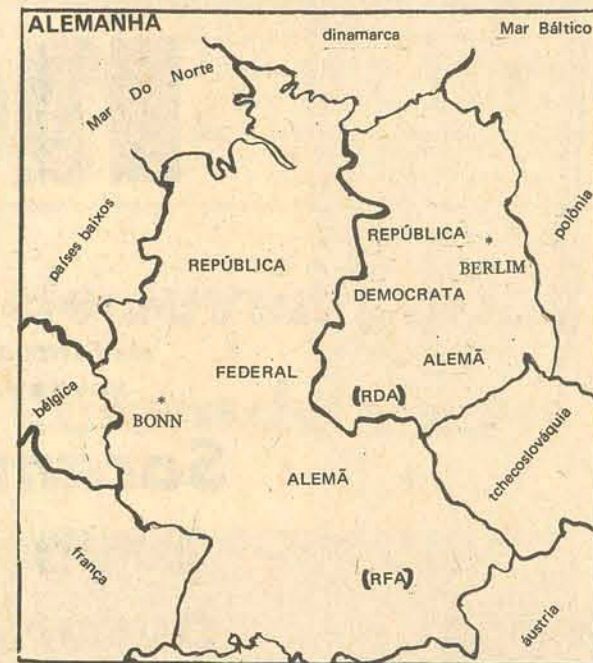 ALEMANHA
dinamarca
Mar Báltico
Mar Do Norte
países baixos
polônia
REPÚBLICA
*
BERLIM
REPÚBLICA
DEMOCRATA
FEDERAL
ALEMÃ
(RDA)
bélgica
*
BONN
tchecoslováquia
ALEMÃ
frança
(RFA)
áustria